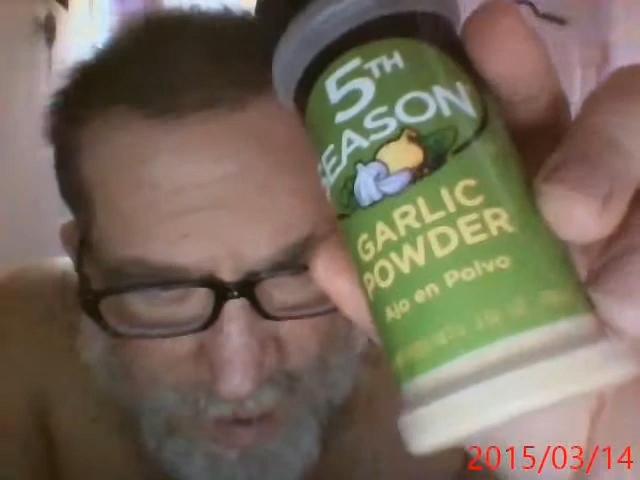 5TH
SEASON
GARLIC
POWDER
Ajo en Polvo
2015/03/14